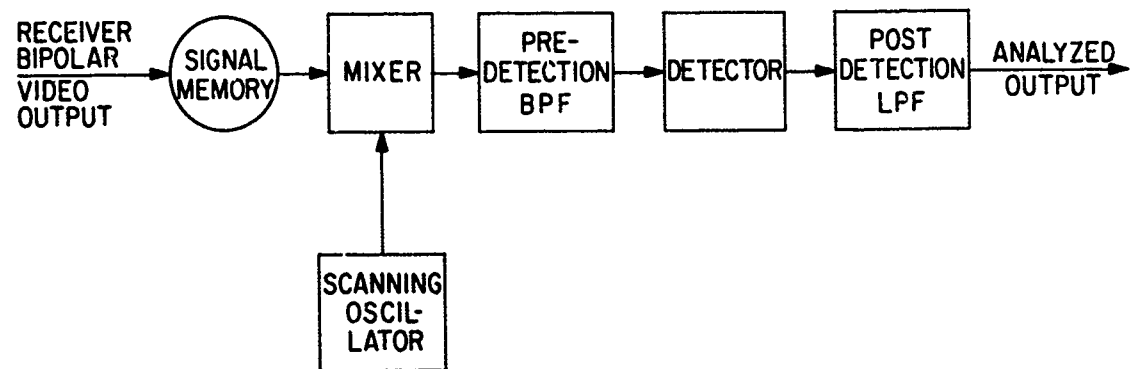 RECEIVER
BIPOLAR
VIDEO
OUTPUT
SIGNAL
MEMORY
MIXER
PRE-
DETECTION
BPF
DETECTOR
POST
DETECTION
LPF
ANALYZED
OUTPUT
SCANNING
OSCIL-
LATOR